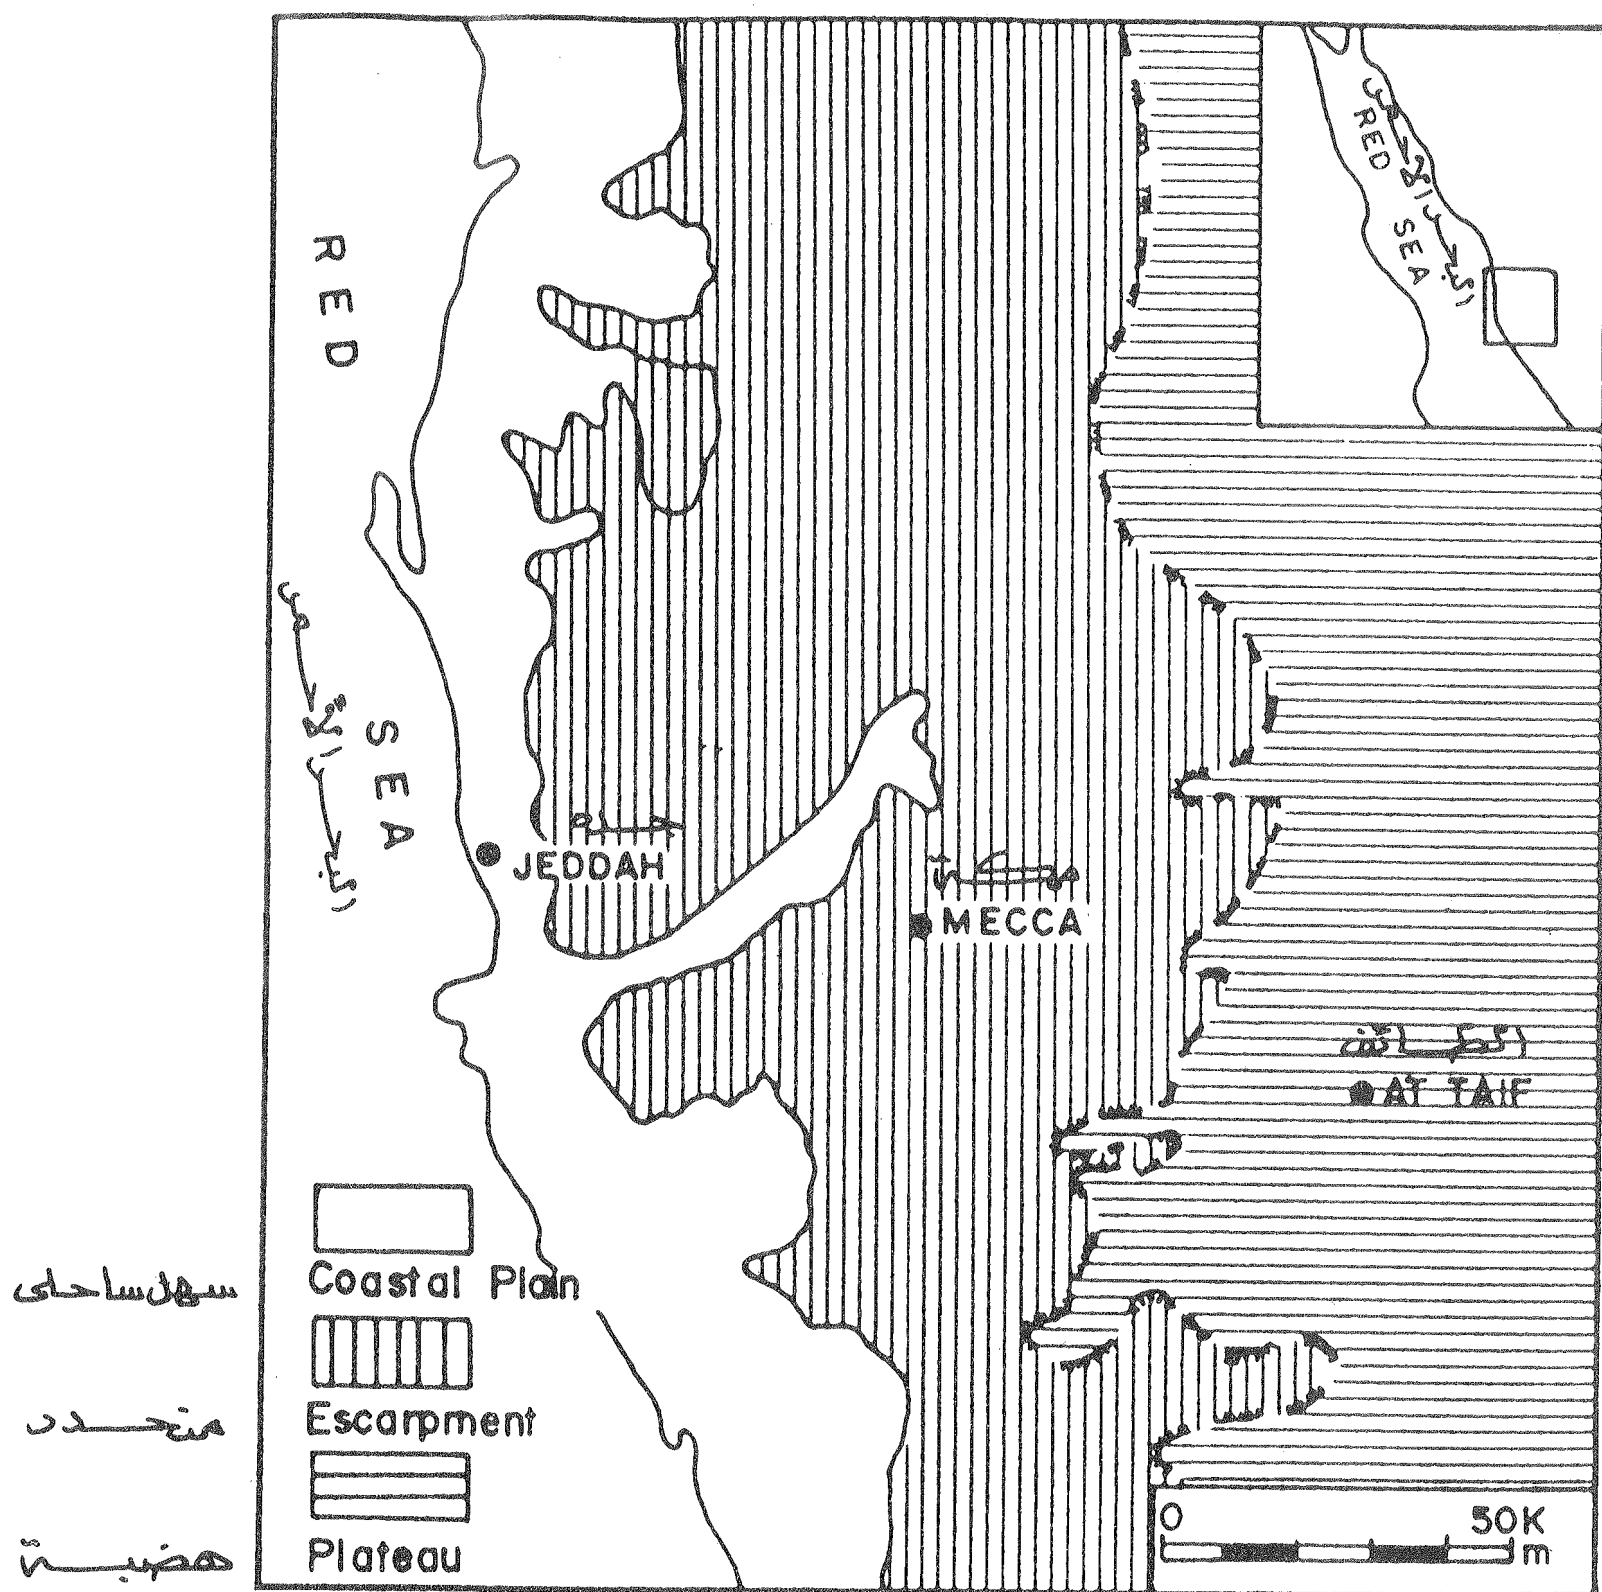 RED SEA
البحر الأحمر
RED SEA
البحر الأحمر
جدة
JEDDAH
مكة
MECCA
الطائف
AT TAIF
Coastal Plain
سهل ساحلى
Escarpment
منحدر
Plateau
هضبة
0 50K
m